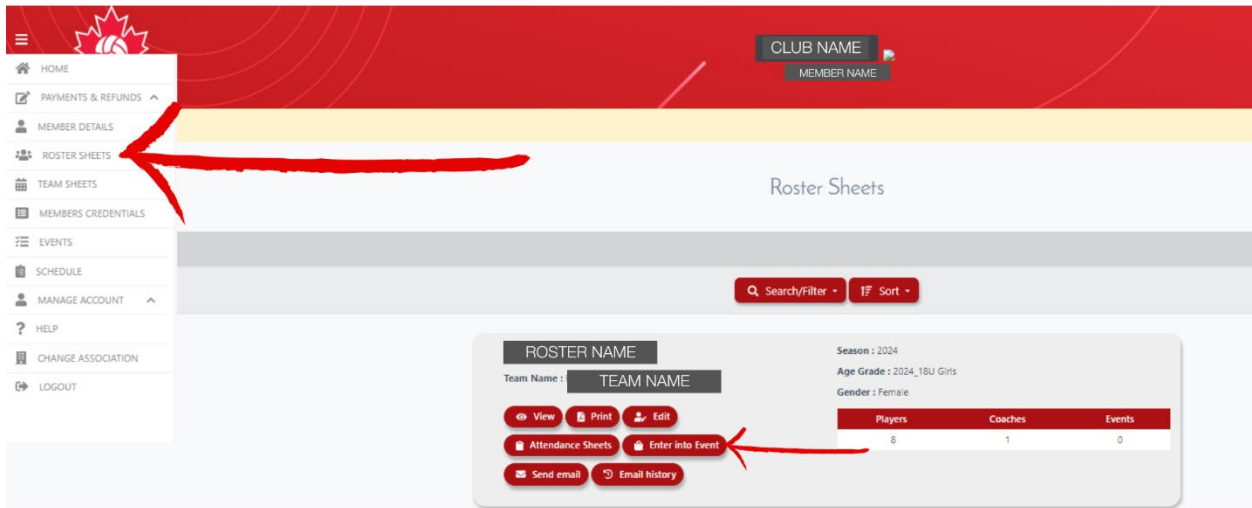 CLUB NAME
MEMBER NAME
HOME
PAYMENTS & REFUNDS
MEMBER DETAILS
ROSTER SHEETS
TEAM SHEETS
MEMBERS CREDENTIALS
EVENTS
SCHEDULE
MANAGE ACCOUNT
HELP
CHANGE ASSOCIATION
LOGOUT
Roster Sheets
Search/Filter Sort
ROSTER NAME
Team Name : TEAM NAME
View Print Edit
Attendance Sheets Enter into Event
Send email Email history
Season : 2024
Age Grade : 2024_18U Girls
Gender : Female
Players Coaches Events
8 1 0